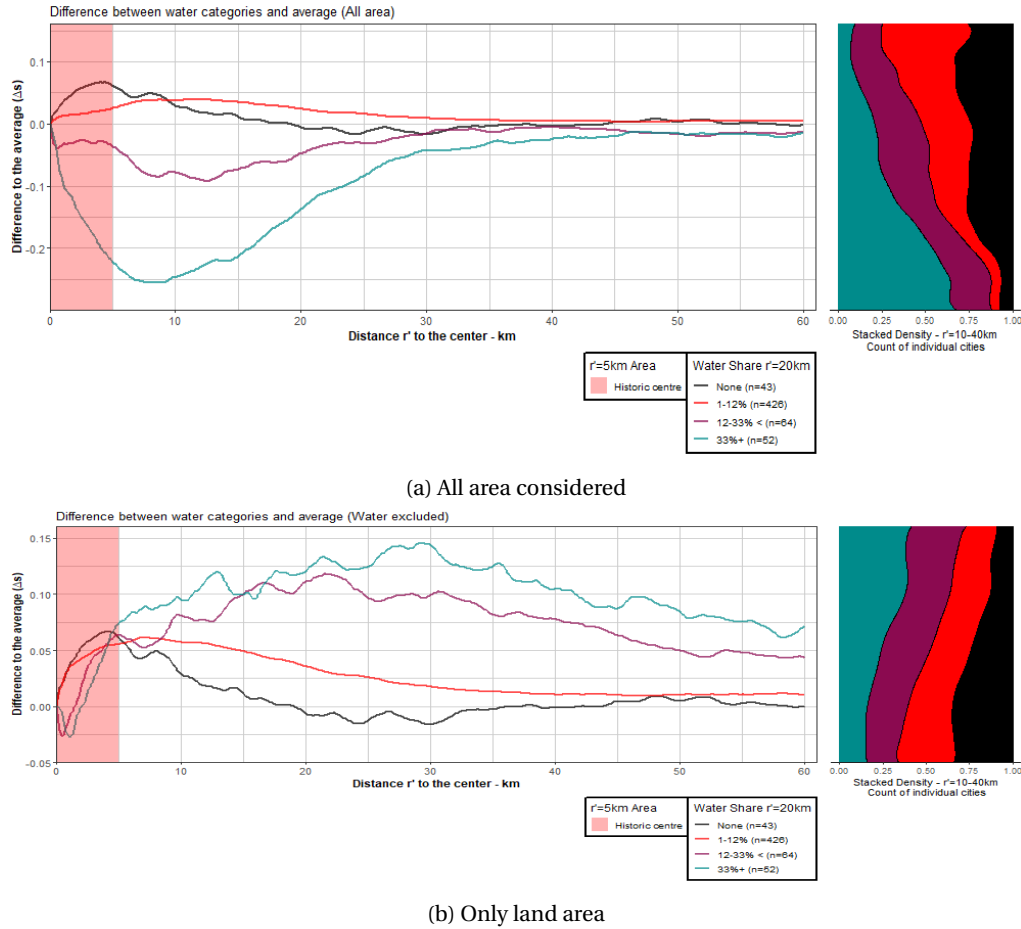 Difference between water categories and average (All area)
Difference to the average (Δs)
0.1
0.0
-0.1
-0.2
0 10 20 30 40 50 60
Distance r' to the center - km
0.00 0.25 0.50 0.75 1.00
Stacked Density - r'=10-40km
Count of individual cities
r'=5km Area
Historic centre
Water Share r'=20km
None (n=43)
1-12% (n=426)
12-33% < (n=64)
33%+ (n=52)
(a) All area considered
Difference between water categories and average (Water excluded)
Difference to the average (Δs)
0.15
0.10
0.05
0.00
-0.05
0 10 20 30 40 50 60
Distance r' to the center - km
0.00 0.25 0.50 0.75 1.00
Stacked Density - r'=10-40km
Count of individual cities
r'=5km Area
Historic centre
Water Share r'=20km
None (n=43)
1-12% (n=426)
12-33% < (n=64)
33%+ (n=52)
(b) Only land area